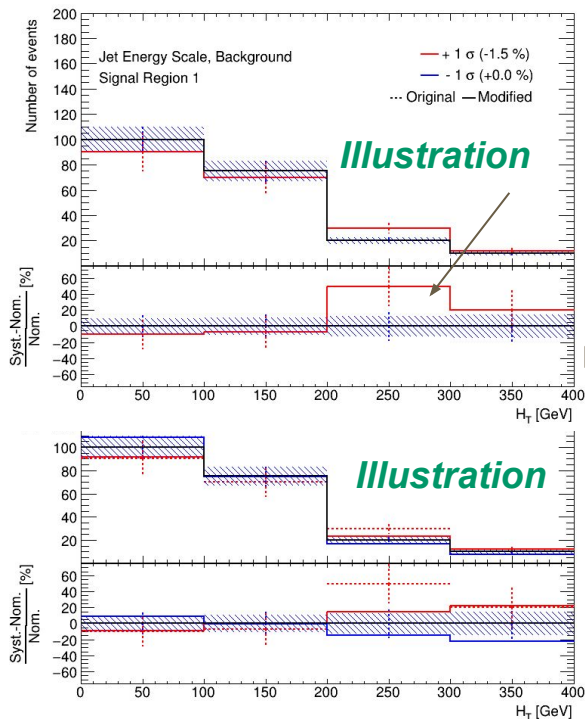 Number of events
200
180
160
140
120
100
80
60
40
20
Jet Energy Scale, Background
Signal Region 1
+ 1 σ (-1.5 %)
- 1 σ (+0.0 %)
Original
Modified
Illustration
Syst.-Nom.
Nom.
[%]
60
40
20
0
−20
−40
−60
0 50 100 150 200 250 300 350 400
H_T [GeV]
100
80
60
40
20
Illustration
Syst.-Nom.
Nom.
[%]
60
40
20
0
−20
−40
−60
0 50 100 150 200 250 300 350 400
H_T [GeV]